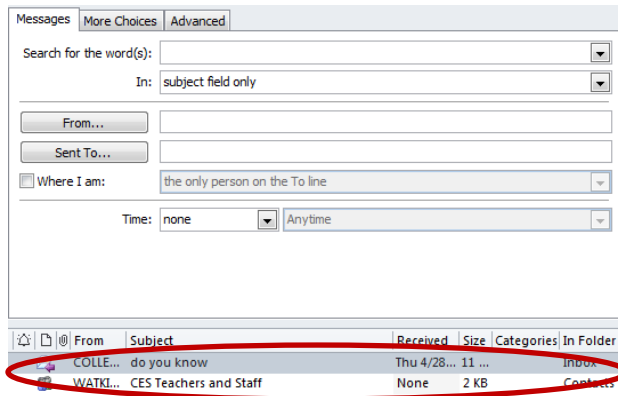 Messages More Choices Advanced
Search for the word(s):
In: subject field only
From...
Sent To...
Where I am: the only person on the To line
Time: none Anytime
From Subject Received Size Categories In Folder
COLLE... do you know Thu 4/28... 11 ... Inbox
WATKI... CES Teachers and Staff None 2 KB Contacts